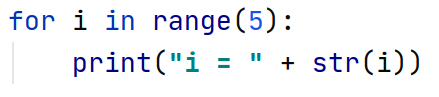 for i in range(5):
    print("i = " + str(i))